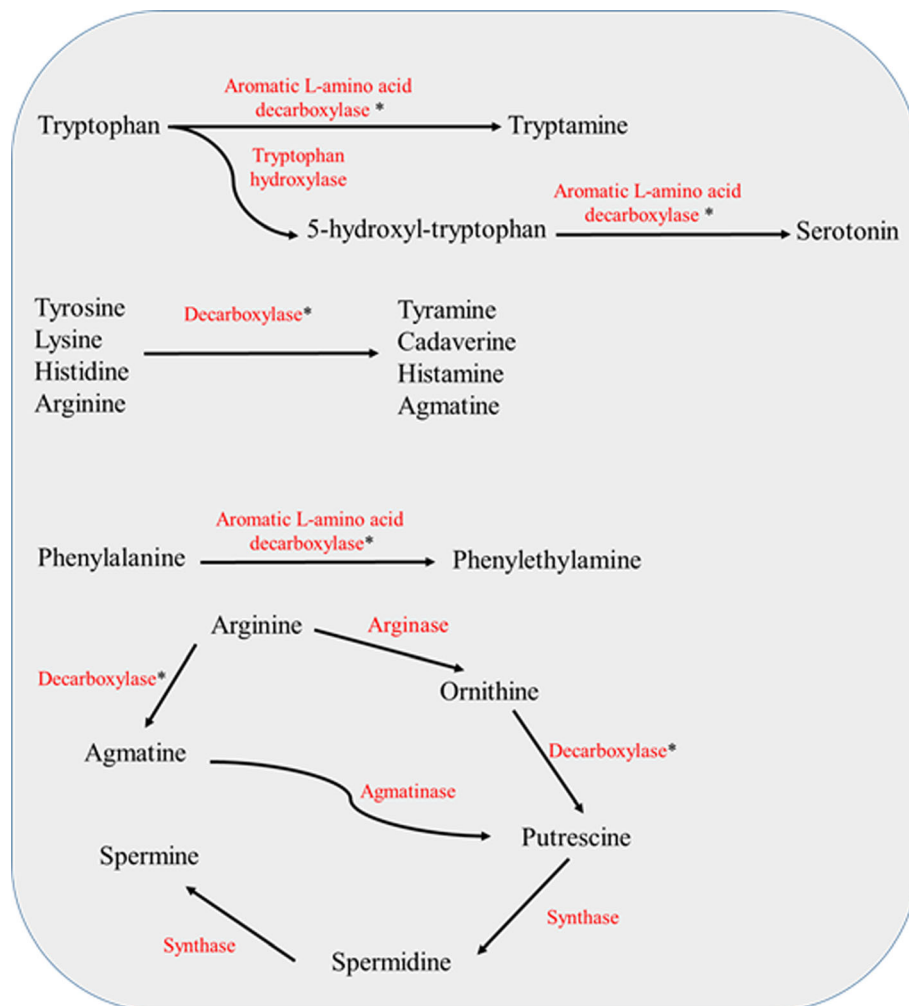 Aromatic L-amino acid
decarboxylase *
Tryptophan
Tryptamine
Tryptophan
hydroxylase
Aromatic L-amino acid
decarboxylase *
5-hydroxyl-tryptophan
Serotonin
Tyrosine
Lysine
Histidine
Arginine
Decarboxylase*
Tyramine
Cadaverine
Histamine
Agmatine
Aromatic L-amino acid
decarboxylase*
Phenylalanine
Phenylethylamine
Arginine
Arginase
Decarboxylase*
Ornithine
Agmatine
Decarboxylase*
Agmatinase
Putrescine
Spermine
Synthase
Synthase
Spermidine